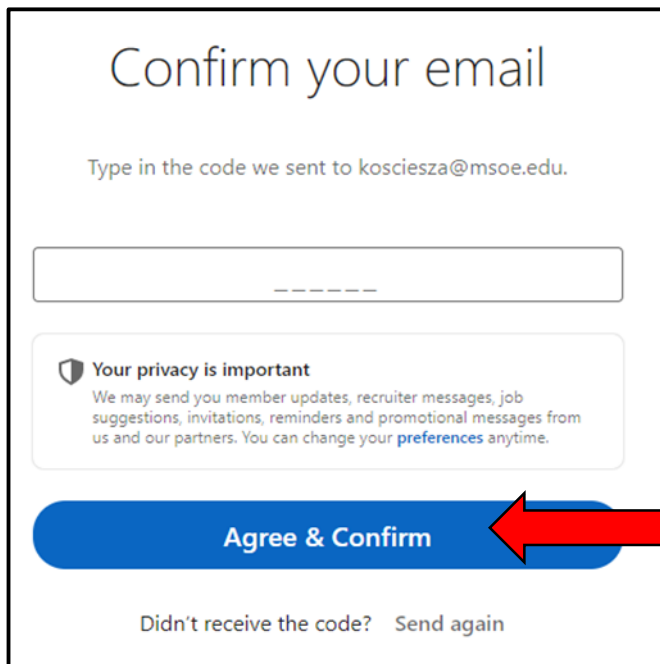 Confirm your email
Type in the code we sent to kosciesza@msoe.edu.
_ _ _ _ _ _
Your privacy is important
We may send you member updates, recruiter messages, job
suggestions, invitations, reminders and promotional messages from
us and our partners. You can change your preferences anytime.
Agree & Confirm
Didn't receive the code? Send again